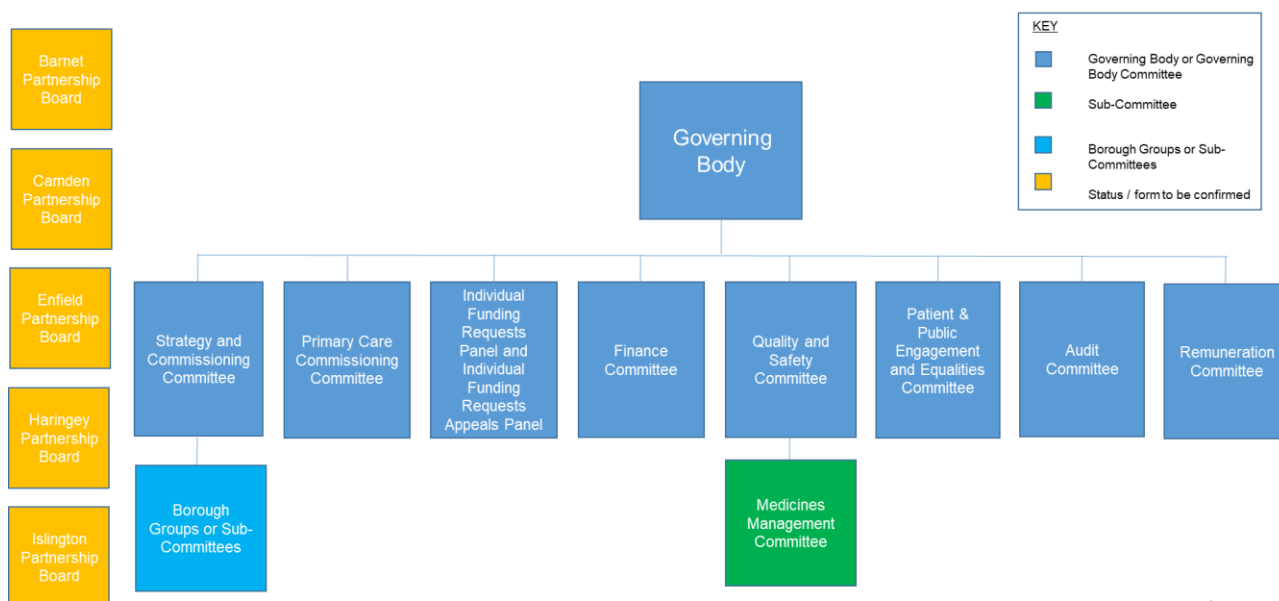 Barnet
Partnership
Board
Camden
Partnership
Board
Enfield
Partnership
Board
Haringey
Partnership
Board
Islington
Partnership
Board
Governing
Body
KEY
Governing Body or Governing
Body Committee
Sub-Committee
Borough Groups or Sub-
Committees
Status / form to be confirmed
Strategy and
Commissioning
Committee
Primary Care
Commissioning
Committee
Individual
Funding
Requests
Panel and
Individual
Funding
Requests
Appeals Panel
Finance
Committee
Quality and
Safety
Committee
Patient &
Public
Engagement
and Equalities
Committee
Audit
Committee
Remuneration
Committee
Borough
Groups or Sub-
Committees
Medicines
Management
Committee